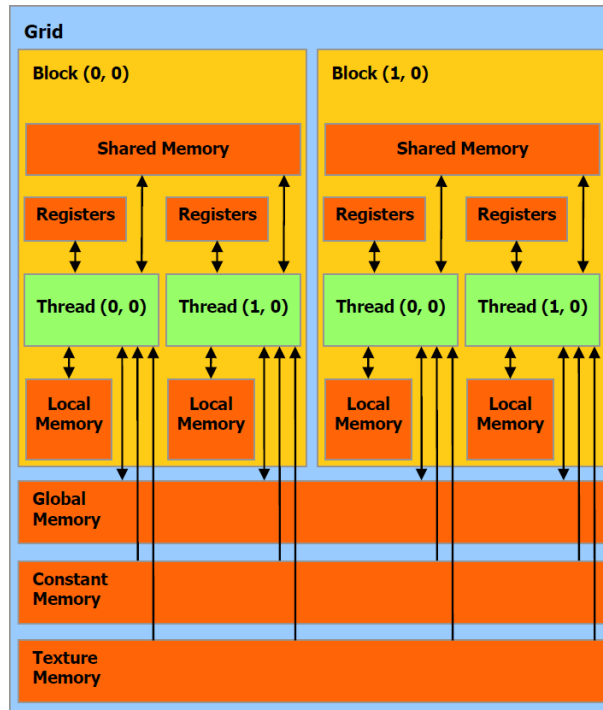 Grid
Block (0, 0)
Block (1, 0)
Shared Memory
Shared Memory
Registers
Registers
Registers
Registers
Thread (0, 0)
Thread (1, 0)
Thread (0, 0)
Thread (1, 0)
Local
Memory
Local
Memory
Local
Memory
Local
Memory
Global
Memory
Constant
Memory
Texture
Memory